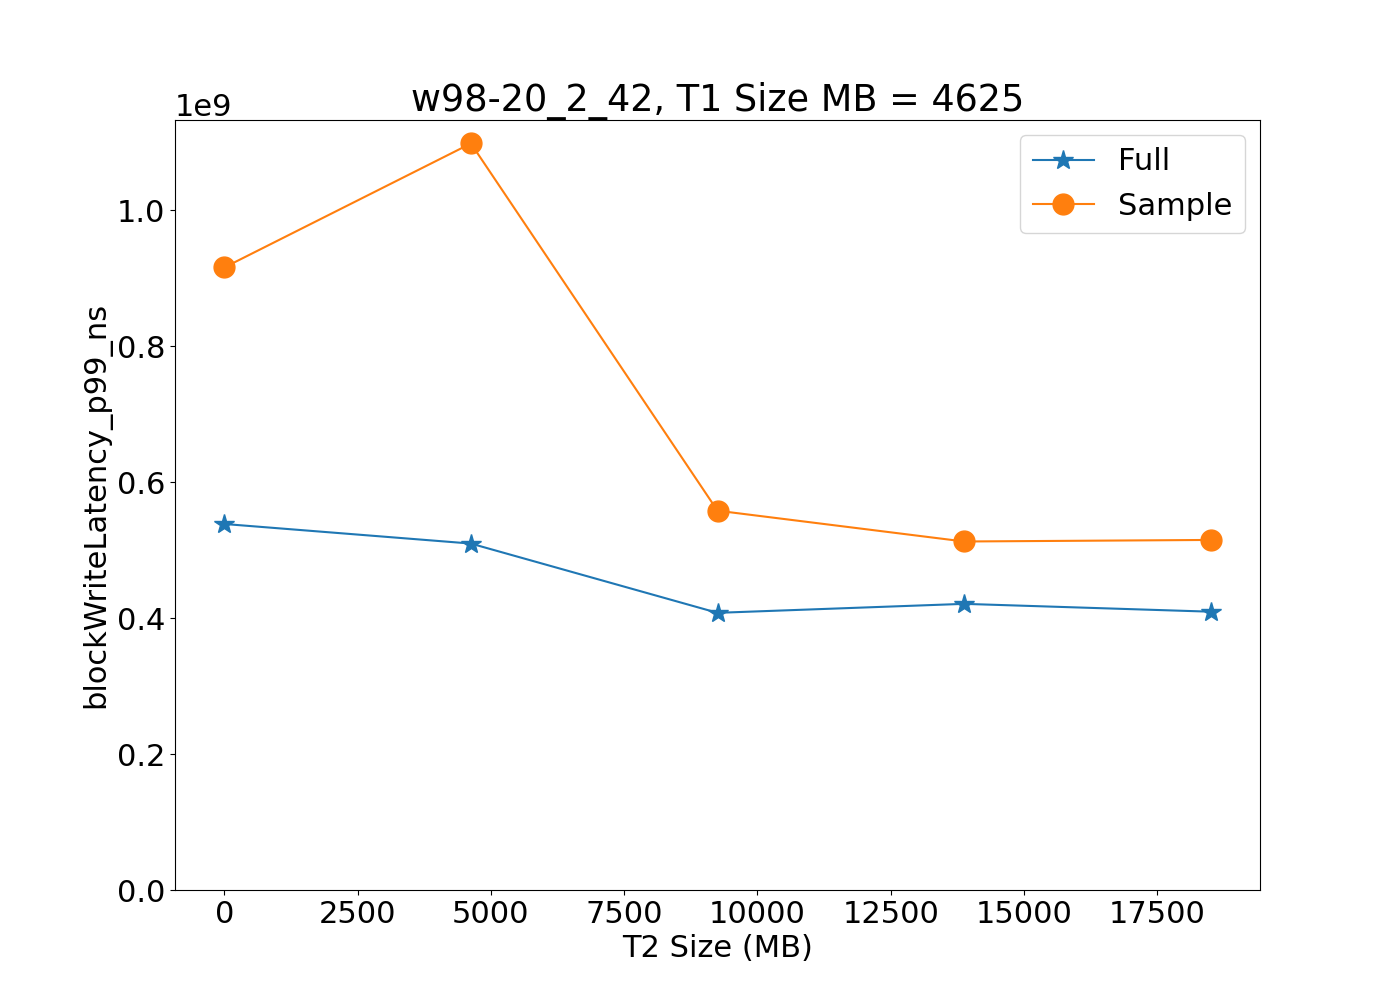 w98-20_2_42, T1 Size MB = 4625
1e9
Full
Sample
1.0
0.8
0.6
0.4
0.2
0.0
blockWriteLatency_p99_ns
0 2500 5000 7500 10000 12500 15000 17500
T2 Size (MB)